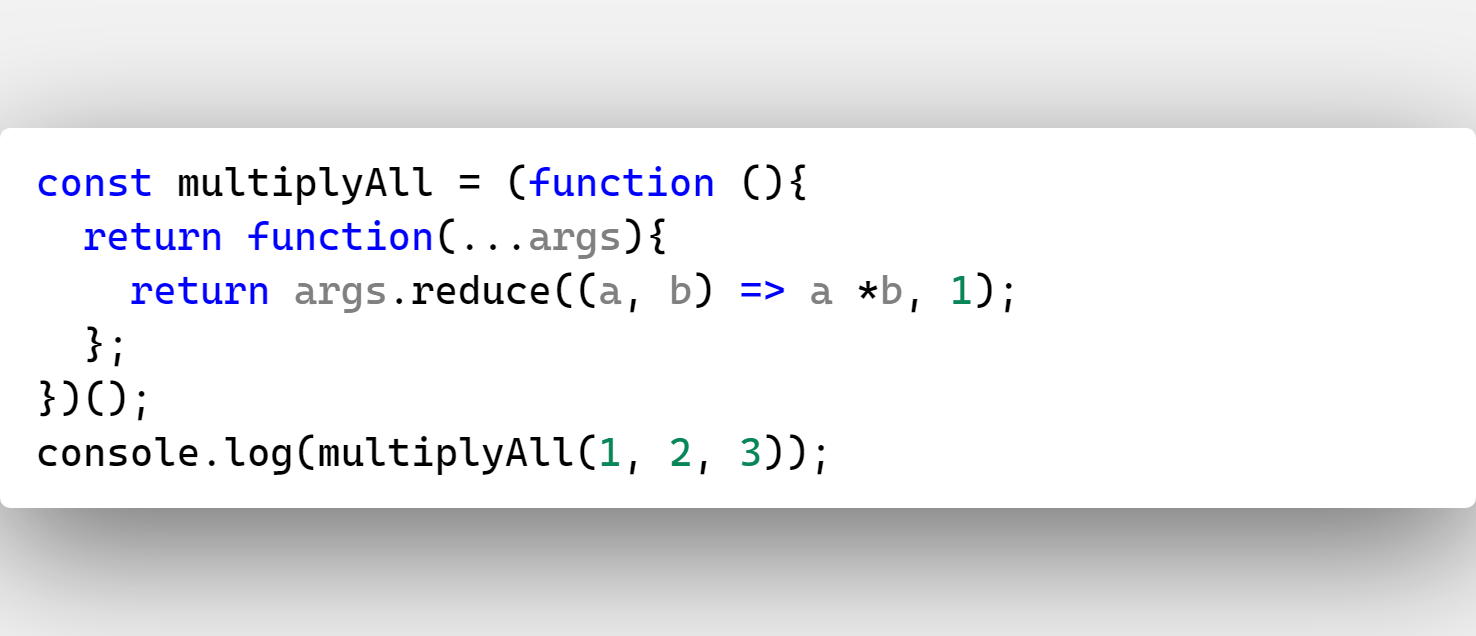 const multiplyAll = (function (){
  return function(...args){
    return args.reduce((a, b) => a *b, 1);
  };
})();
console.log(multiplyAll(1, 2, 3));